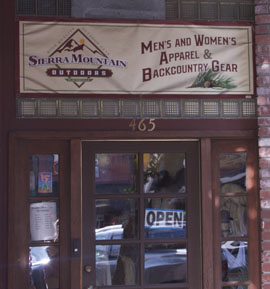 Sierra Mountain
OUTDOORS
Men's and Women's
Apparel &
Backcountry Gear
465
OPEN